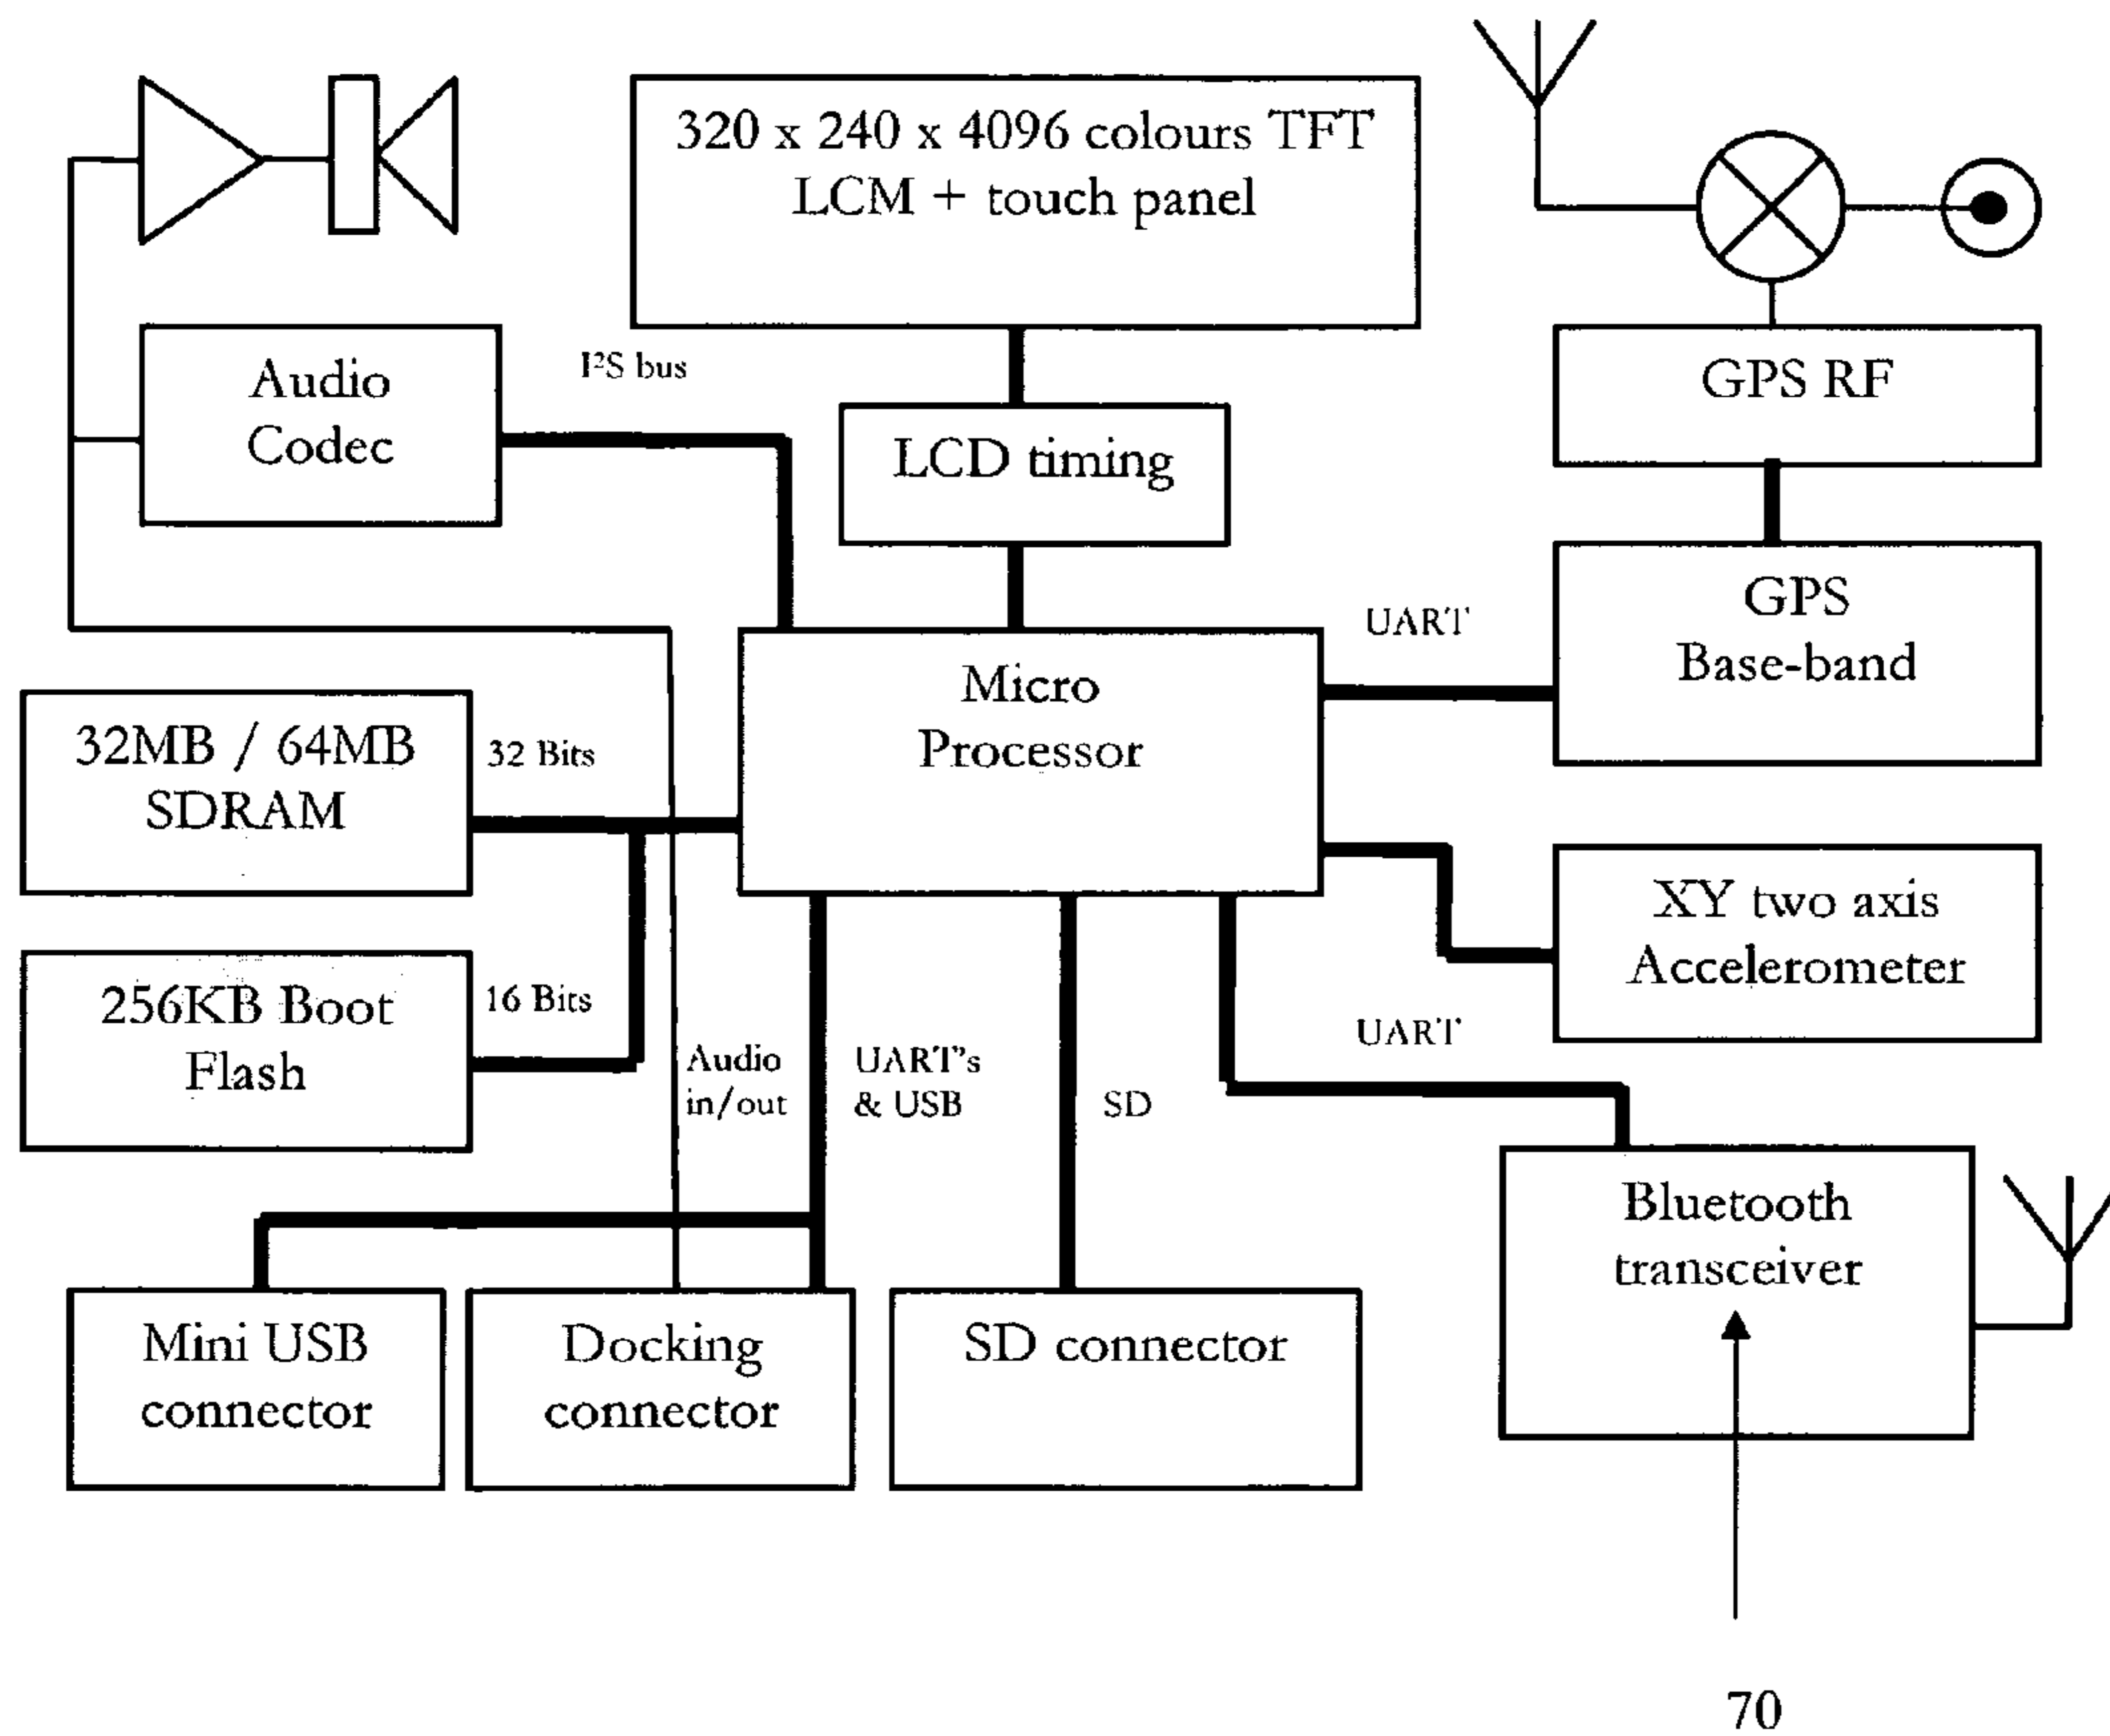 320 x 240 x 4096 colours TFT
LCM + touch panel
Audio
Codec
I²S bus
LCD timing
GPS RF
GPS
Base-band
UART
Micro
Processor
32MB / 64MB
SDRAM
32 Bits
XY two axis
Accelerometer
256KB Boot
Flash
16 Bits
Audio
in/out
UART's
& USB
SD
UART
Bluetooth
transceiver
Mini USB
connector
Docking
connector
SD connector
70